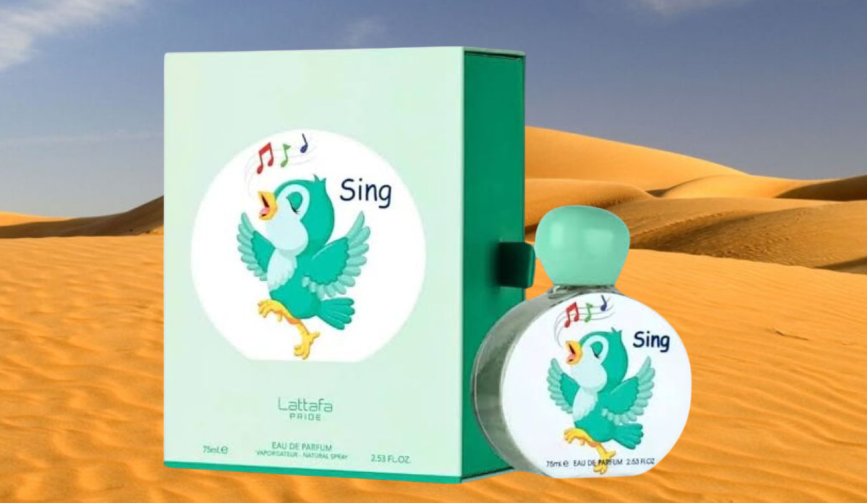 Sing
Lattafa
PRIDE
75ml ℮
EAU DE PARFUM
VAPORISATEUR - NATURAL SPRAY
2.53 FL.OZ.
Sing
75ml ℮ EAU DE PARFUM 2.53 FL.OZ.